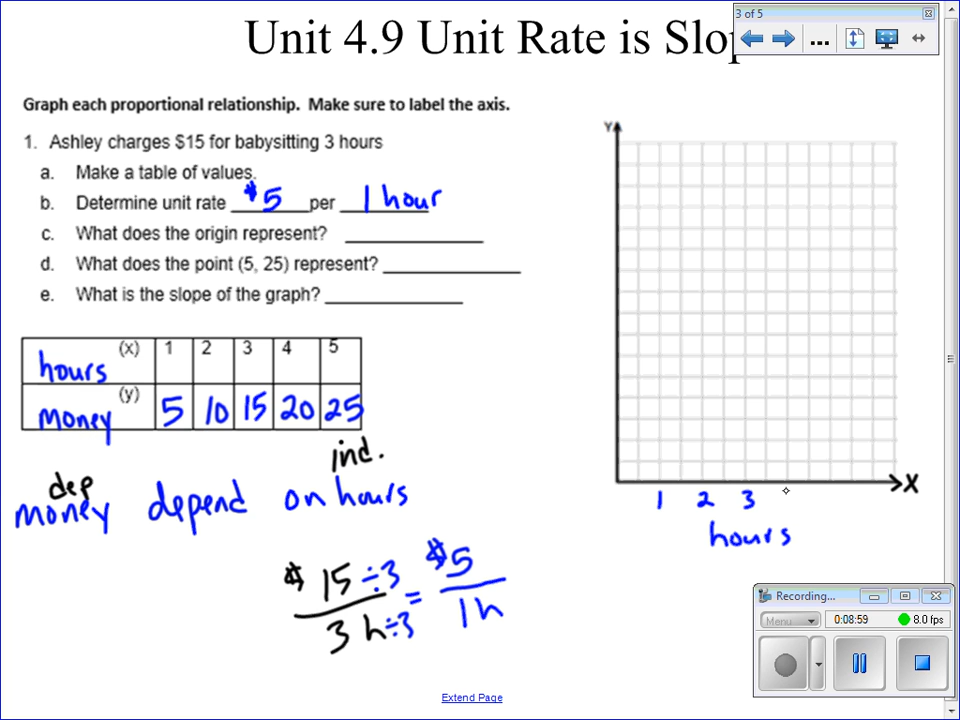 Unit 4.9 Unit Rate is Slop
3 of 5
...
Graph each proportional relationship. Make sure to label the axis.
1. Ashley charges $15 for babysitting 3 hours
a. Make a table of values.
b. Determine unit rate $5 per 1 hour
c. What does the origin represent? ____________
d. What does the point (5, 25) represent? ____________
e. What is the slope of the graph? ____________
hours (x) 1 2 3 4 5
money (y) 5 10 15 20 25
dep ind.
money depend on hours
$15 ÷3 = $5
3 h ÷3 1h
Y
X
1 2 3
hours
Recording...
Menu 0:08:59 8.0 fps
Extend Page